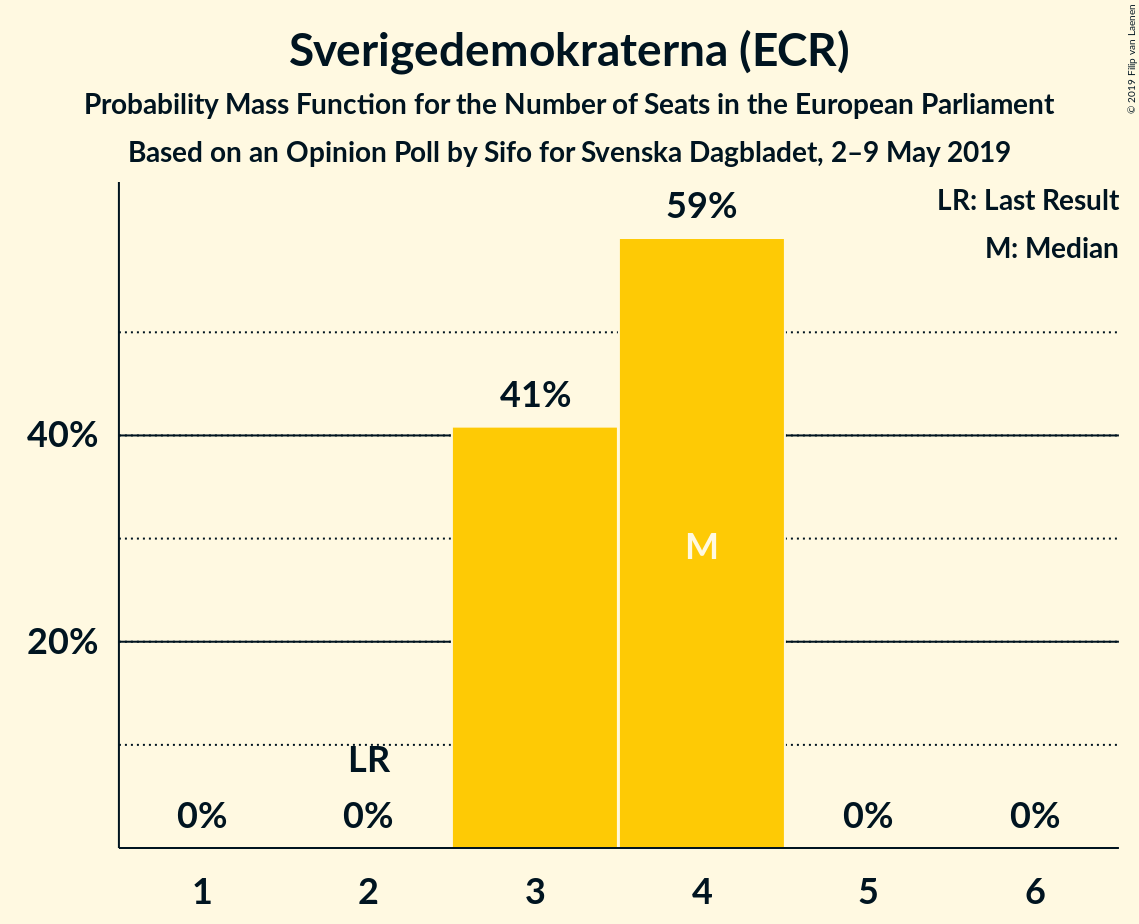 Sverigedemokraterna (ECR)
Probability Mass Function for the Number of Seats in the European Parliament
Based on an Opinion Poll by Sifo for Svenska Dagbladet, 2–9 May 2019
© 2019 Filip van Laenen
LR: Last Result
M: Median
59%
41%
40%
M
20%
LR
0%
0%
0%
0%
1
2
3
4
5
6